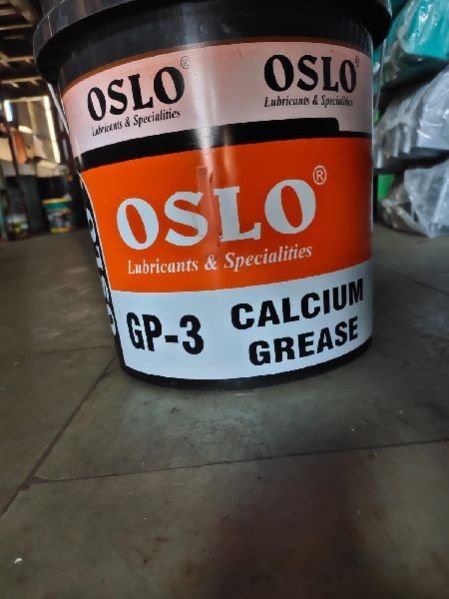 OSLO®
Lubricants & Specialities
OSLO®
Lubricants & Specialities
OSLO®
Lubricants & Specialities
GP-3
CALCIUM
GREASE